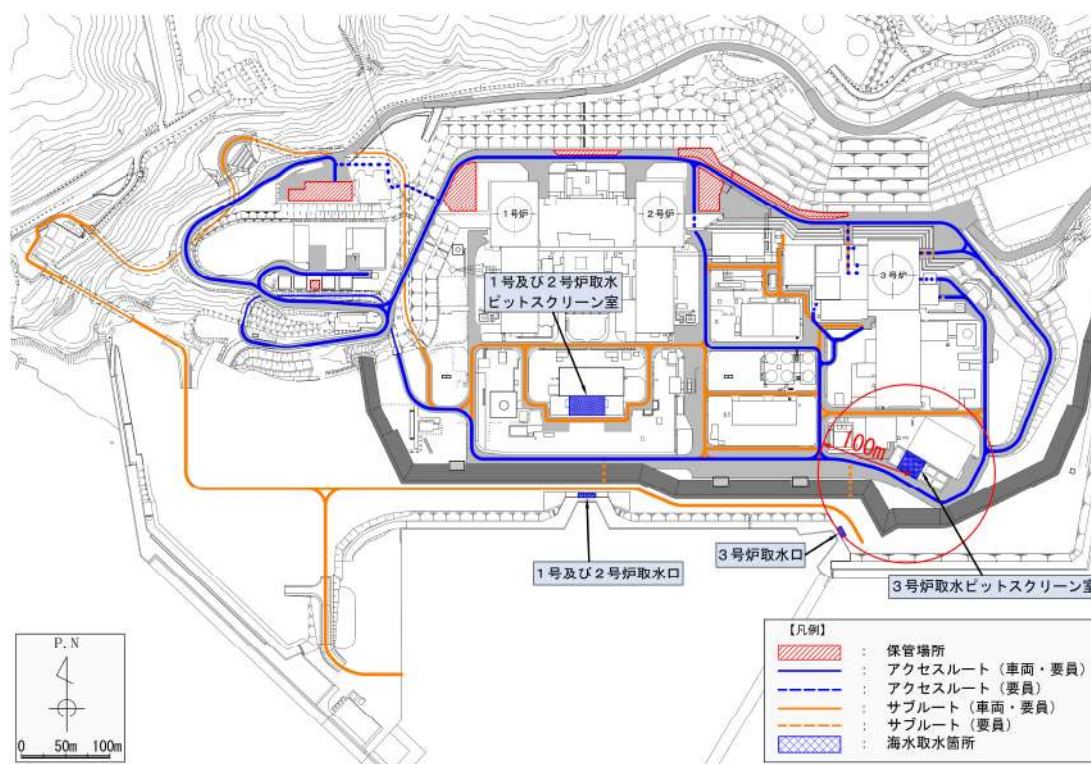 1号炉
2号炉
3号炉
1号及び2号炉取水
ピットスクリーン室
100m
3号炉取水口
1号及び2号炉取水口
3号炉取水ピットスクリーン室
P.N
0 50m 100m
【凡例】
： 保管場所
： アクセスルート（車両・要員）
： アクセスルート（要員）
： サブルート（車両・要員）
： サブルート（要員）
： 海水取水箇所